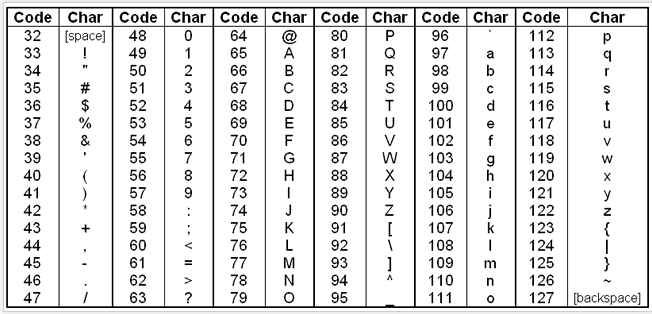 Code Char Code Char Code Char Code Char Code Char Code Char
32 [space] 48 0 64 @ 80 P 96 ` 112 p
33 ! 49 1 65 A 81 Q 97 a 113 q
34 " 50 2 66 B 82 R 98 b 114 r
35 # 51 3 67 C 83 S 99 c 115 s
36 $ 52 4 68 D 84 T 100 d 116 t
37 % 53 5 69 E 85 U 101 e 117 u
38 & 54 6 70 F 86 V 102 f 118 v
39 ' 55 7 71 G 87 W 103 g 119 w
40 ( 56 8 72 H 88 X 104 h 120 x
41 ) 57 9 73 I 89 Y 105 i 121 y
42 * 58 : 74 J 90 Z 106 j 122 z
43 + 59 ; 75 K 91 [ 107 k 123 {
44 , 60 < 76 L 92 \ 108 l 124 |
45 - 61 = 77 M 93 ] 109 m 125 }
46 . 62 > 78 N 94 ^ 110 n 126 ~
47 / 63 ? 79 O 95 _ 111 o 127 [backspace]